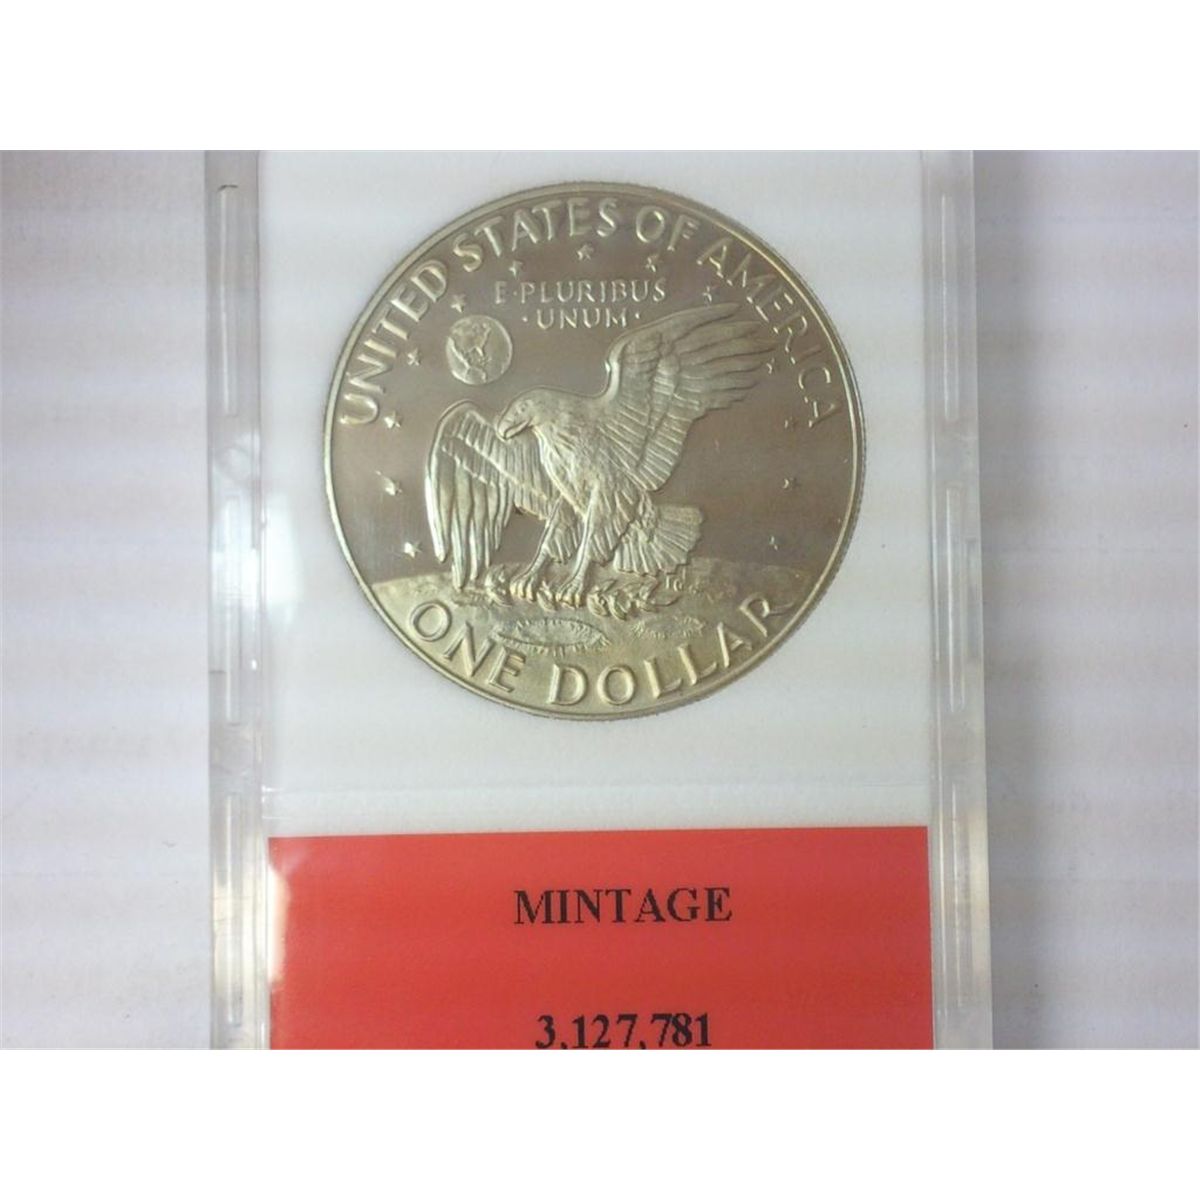 UNITED STATES OF AMERICA
E·PLURIBUS
·UNUM·
ONE DOLLAR
MINTAGE
3,127,781